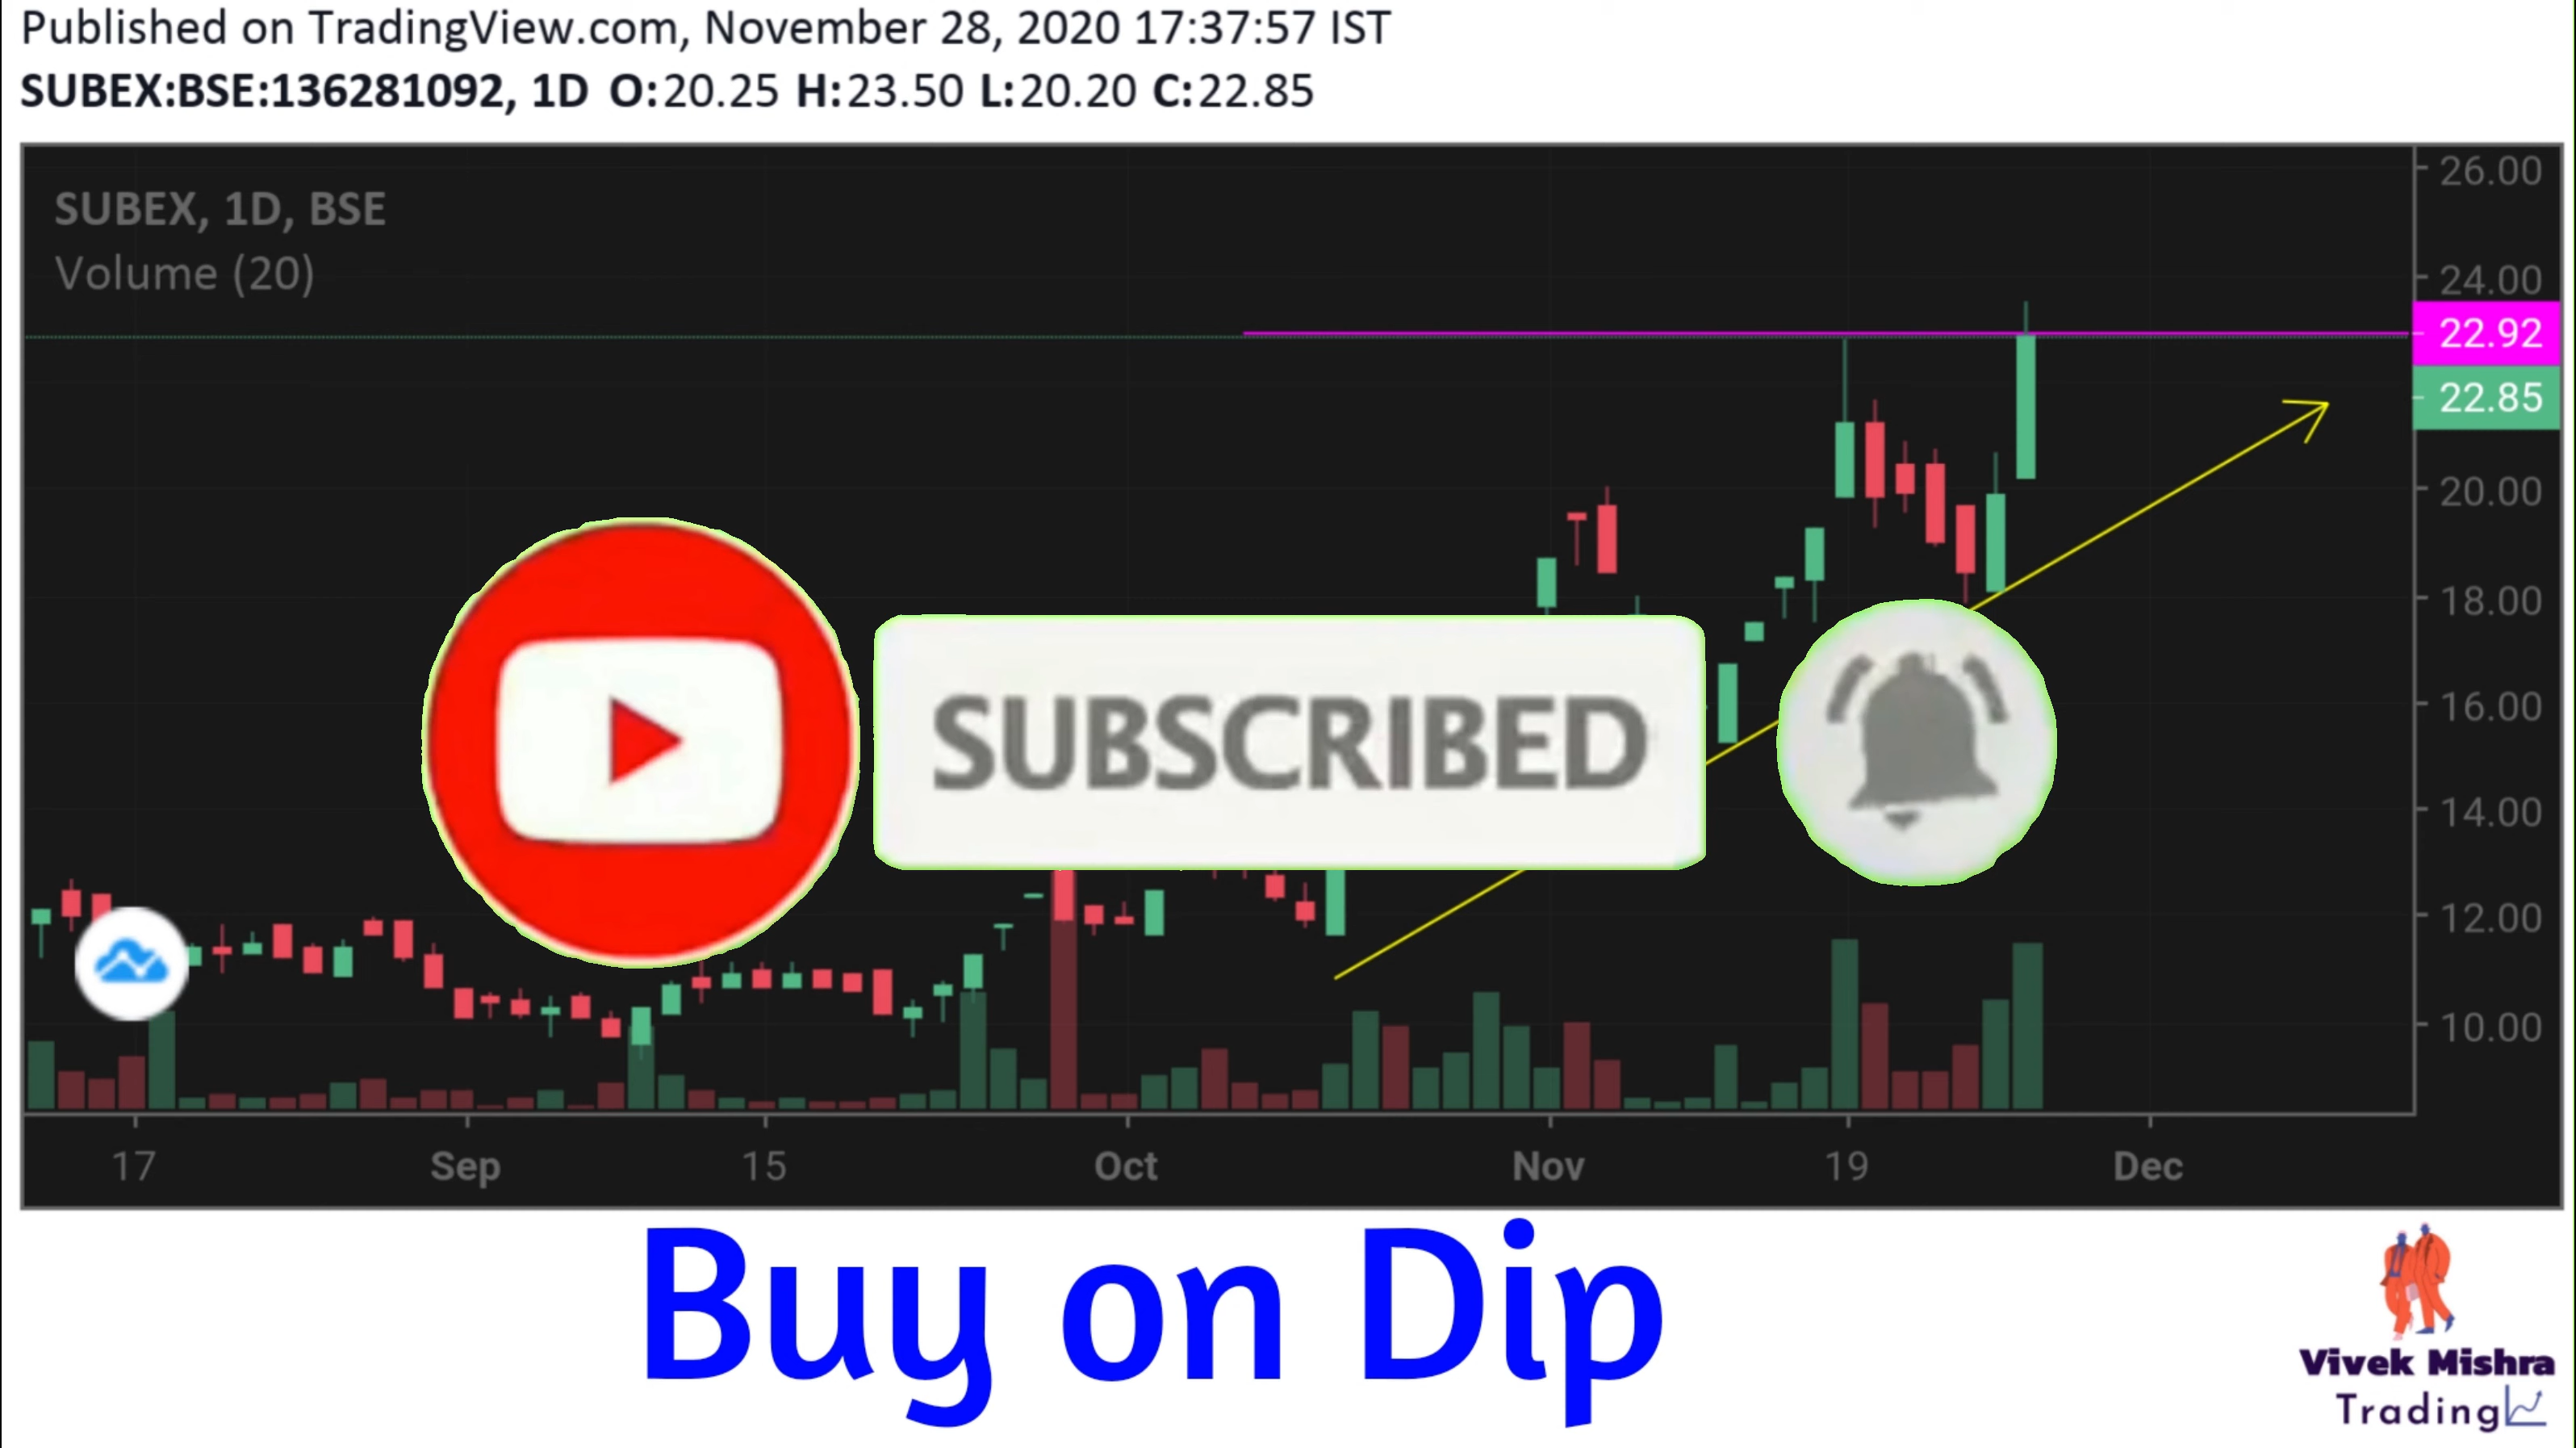 Published on TradingView.com, November 28, 2020 17:37:57 IST
SUBEX:BSE:136281092, 1D O:20.25 H:23.50 L:20.20 C:22.85
SUBEX, 1D, BSE
Volume (20)
26.00
24.00
22.92
22.85
20.00
18.00
16.00
14.00
12.00
10.00
SUBSCRIBED
17 Sep 15 Oct Nov 19 Dec
Buy on Dip
Vivek Mishra
Trading